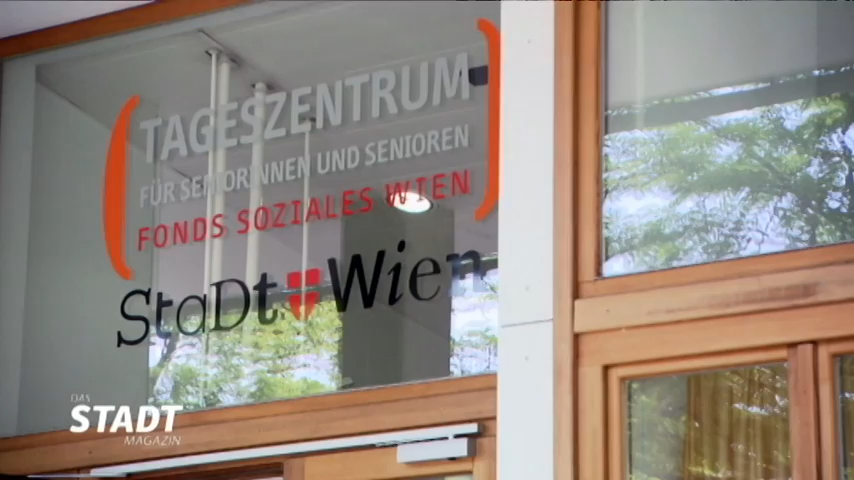 TAGESZENTRUM
FÜR SENIORINNEN UND SENIOREN
FONDS SOZIALES WIEN
StaDt Wien
DAS
STADT
MAGAZIN